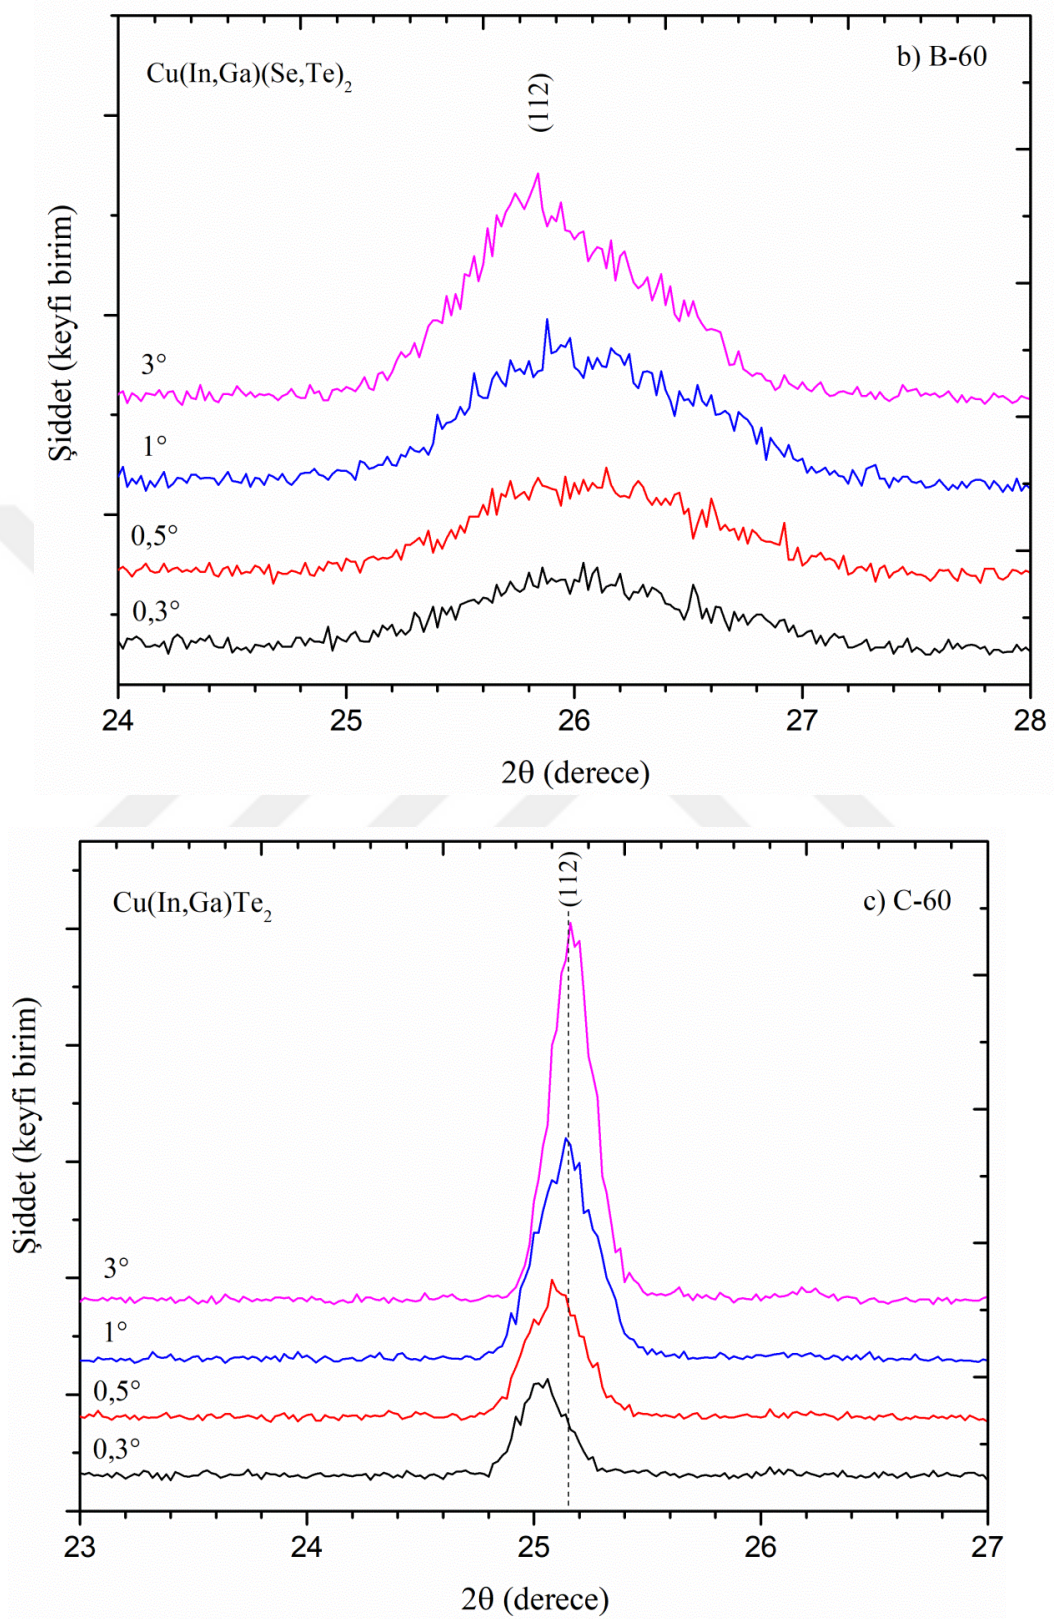 Cu(In,Ga)(Se,Te)₂
b) B-60
(112)
Şiddet (keyfi birim)
3°
1°
0,5°
0,3°
24 25 26 27 28
2θ (derece)
Cu(In,Ga)Te₂
(112)
c) C-60
Şiddet (keyfi birim)
3°
1°
0,5°
0,3°
23 24 25 26 27
2θ (derece)